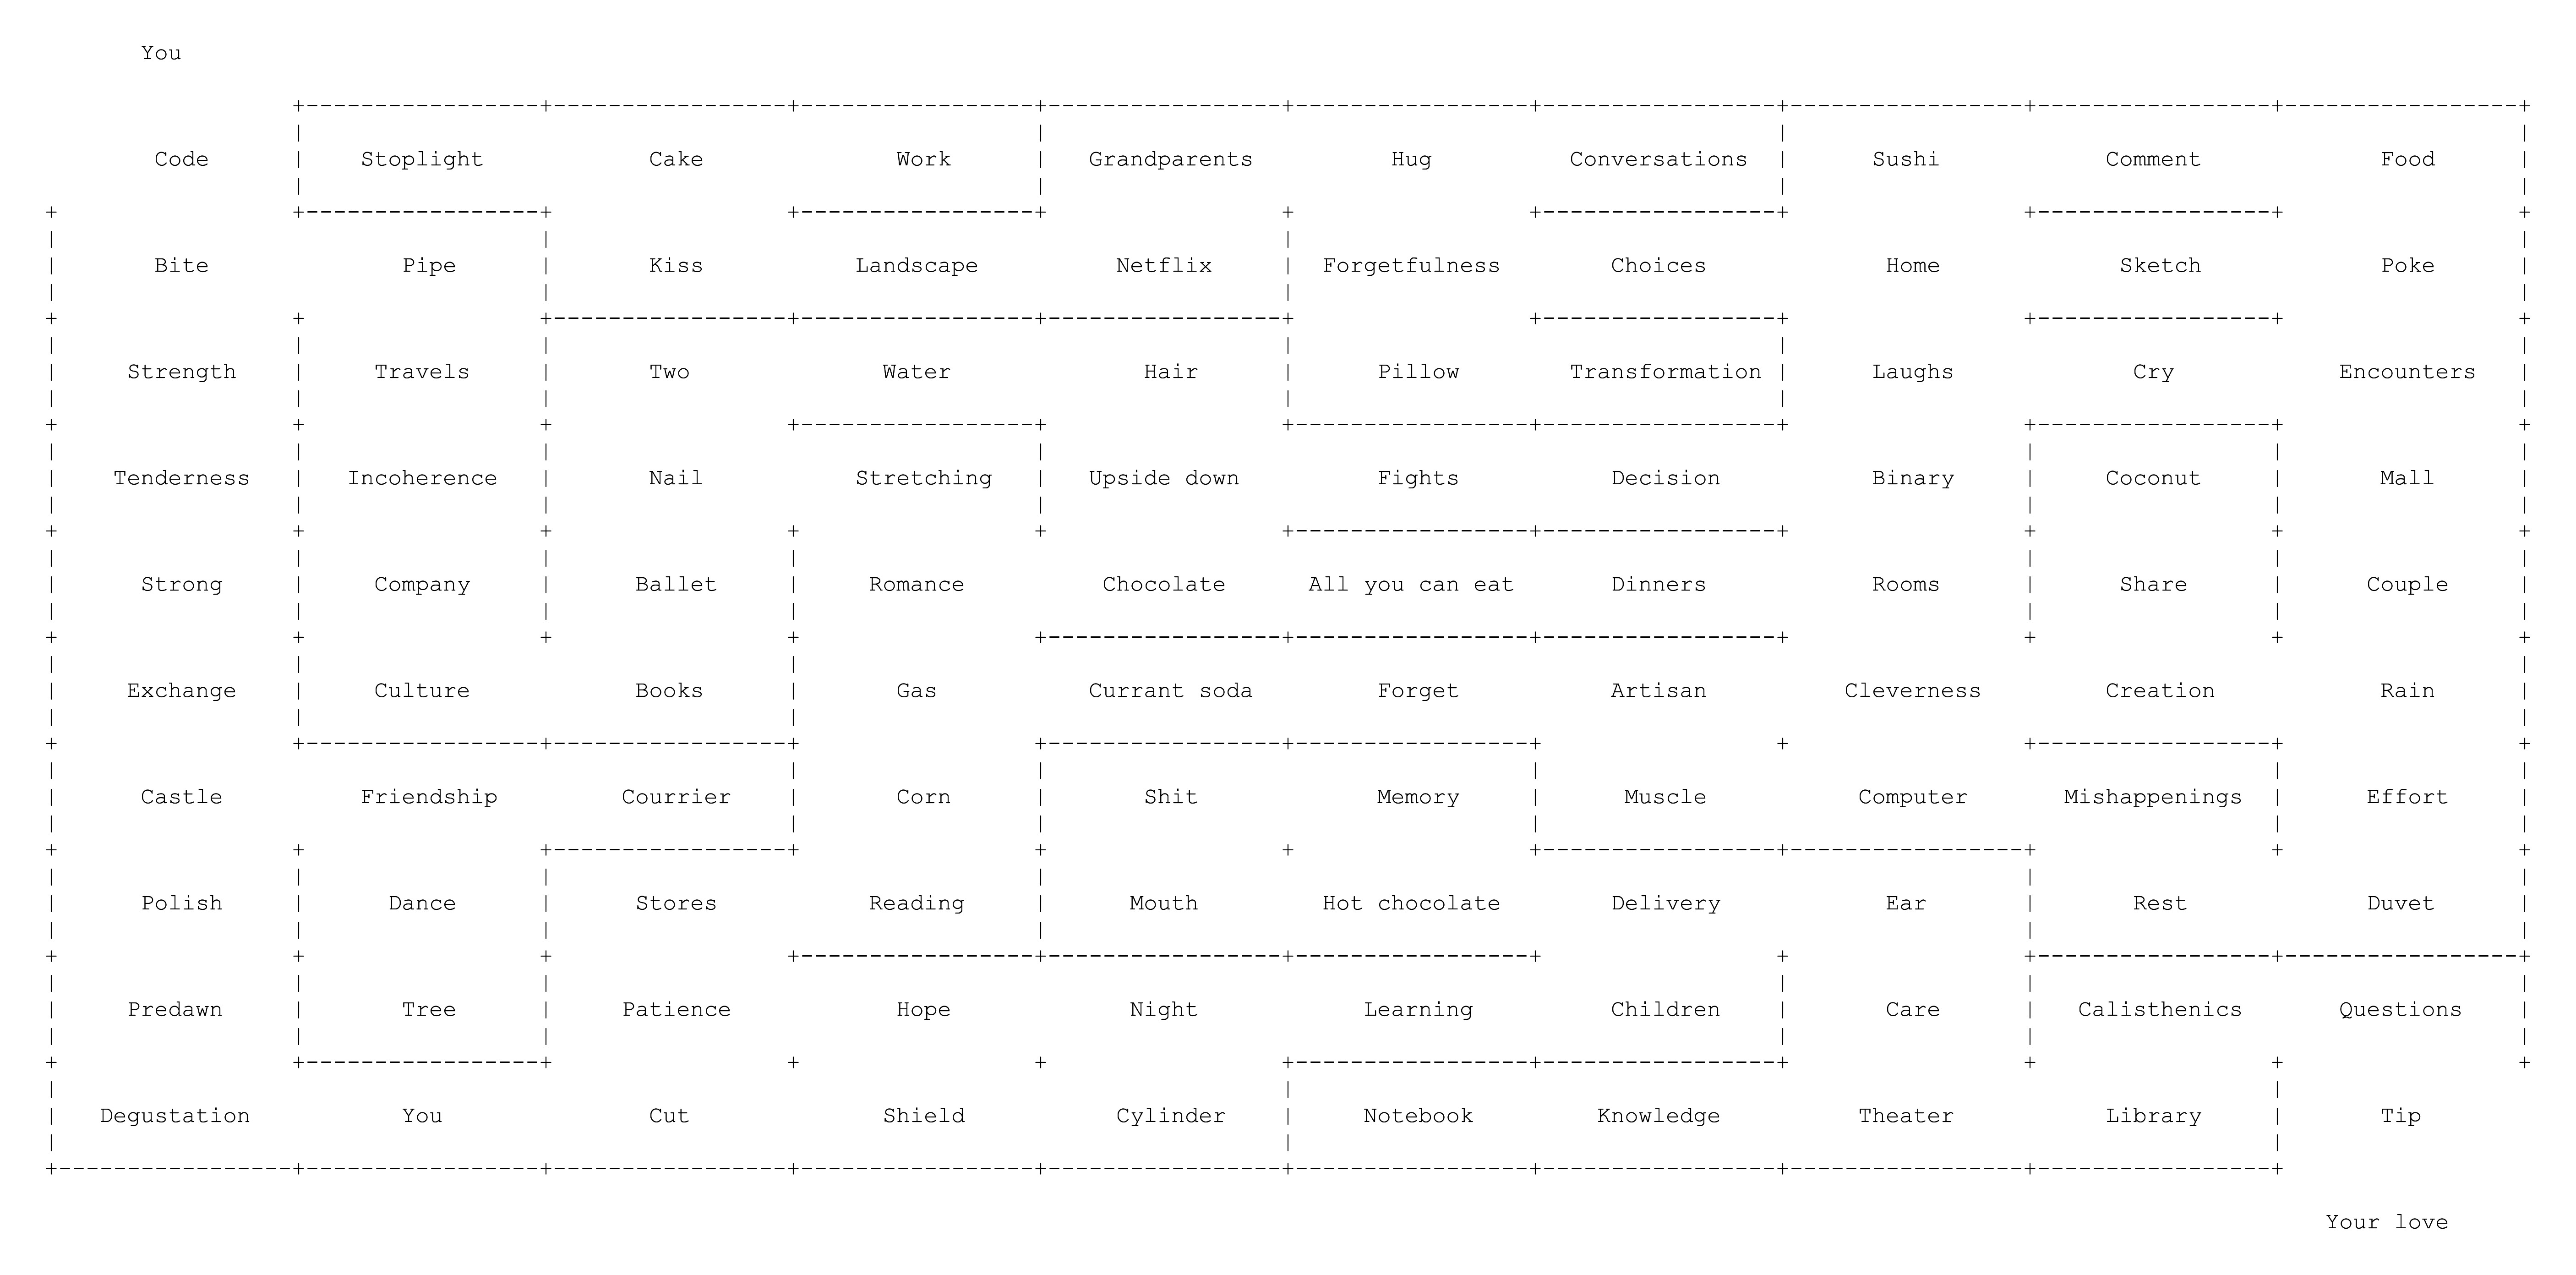 You
Code Stoplight Cake Work Grandparents Hug Conversations Sushi Comment Food
Bite Pipe Kiss Landscape Netflix Forgetfulness Choices Home Sketch Poke
Strength Travels Two Water Hair Pillow Transformation Laughs Cry Encounters
Tenderness Incoherence Nail Stretching Upside down Fights Decision Binary Coconut Mall
Strong Company Ballet Romance Chocolate All you can eat Dinners Rooms Share Couple
Exchange Culture Books Gas Currant soda Forget Artisan Cleverness Creation Rain
Castle Friendship Courrier Corn Shit Memory Muscle Computer Mishappenings Effort
Polish Dance Stores Reading Mouth Hot chocolate Delivery Ear Rest Duvet
Predawn Tree Patience Hope Night Learning Children Care Calisthenics Questions
Degustation You Cut Shield Cylinder Notebook Knowledge Theater Library Tip
Your love